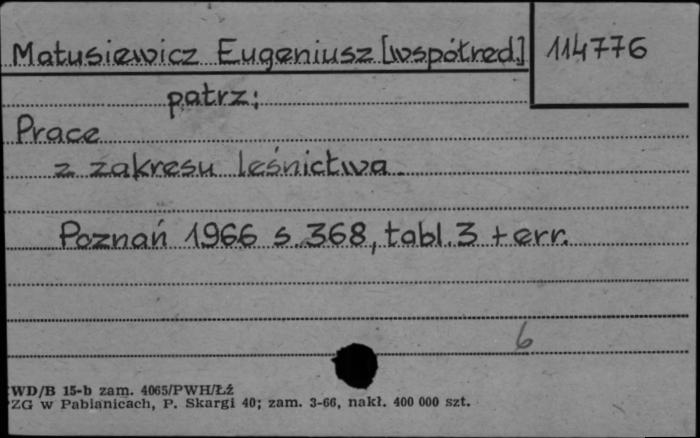 Matusiewicz Eugeniusz [współred.] 114776
patrz:
Prace
z zakresu leśnictwa.
Poznań 1966 s. 368, tabl. 3 + err.
6
WD/B 15-b zam. 4065/PWH/Łź
ZG w Pabianicach, P. Skargi 40; zam. 3-66, nakł. 400 000 szt.